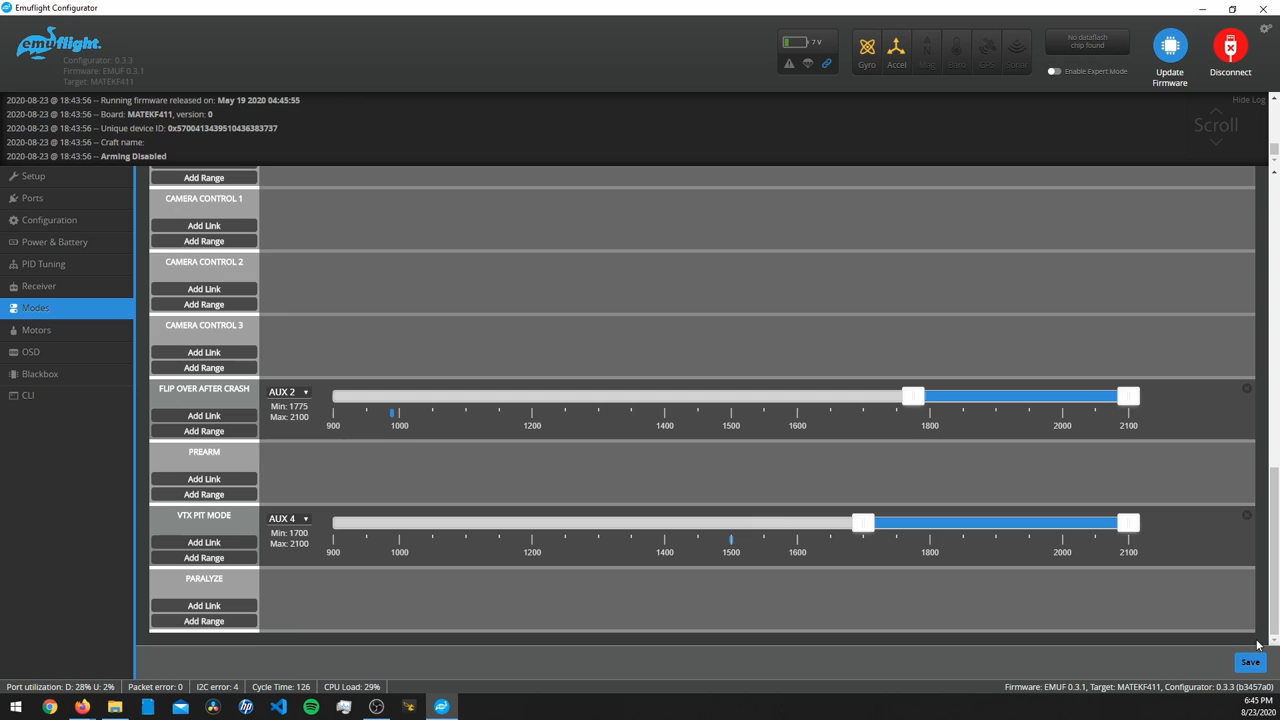 Emuflight Configurator
emuflight.
Configurator: 0.3.3
Firmware: EMUF 0.3.1
Target: MATEKF411
7 V
Gyro
Accel
Mag
Baro
GPS
Sonar
No dataflash
chip found
Enable Expert Mode
Update
Firmware
Disconnect
2020-08-23 @ 18:43:56 -- Running firmware released on: May 19 2020 04:45:55
2020-08-23 @ 18:43:56 -- Board: MATEKF411, version: 0
2020-08-23 @ 18:43:56 -- Unique device ID: 0x5700413439510436383737
2020-08-23 @ 18:43:56 -- Craft name:
2020-08-23 @ 18:43:56 -- Arming Disabled
Hide Log
Scroll
Setup
Ports
Configuration
Power & Battery
PID Tuning
Receiver
Modes
Motors
OSD
Blackbox
CLI
Add Range
CAMERA CONTROL 1
Add Link
Add Range
CAMERA CONTROL 2
Add Link
Add Range
CAMERA CONTROL 3
Add Link
Add Range
FLIP OVER AFTER CRASH
Add Link
Add Range
AUX 2
Min: 1775
Max: 2100
900 1000 1200 1400 1500 1600 1800 2000 2100
PREARM
Add Link
Add Range
VTX PIT MODE
Add Link
Add Range
AUX 4
Min: 1700
Max: 2100
900 1000 1200 1400 1500 1600 1800 2000 2100
PARALYZE
Add Link
Add Range
Save
Port utilization: D: 28% U: 2%
Packet error: 0
I2C error: 4
Cycle Time: 126
CPU Load: 29%
Firmware: EMUF 0.3.1, Target: MATEKF411, Configurator: 0.3.3 (b3457a0)
6:45 PM
8/23/2020